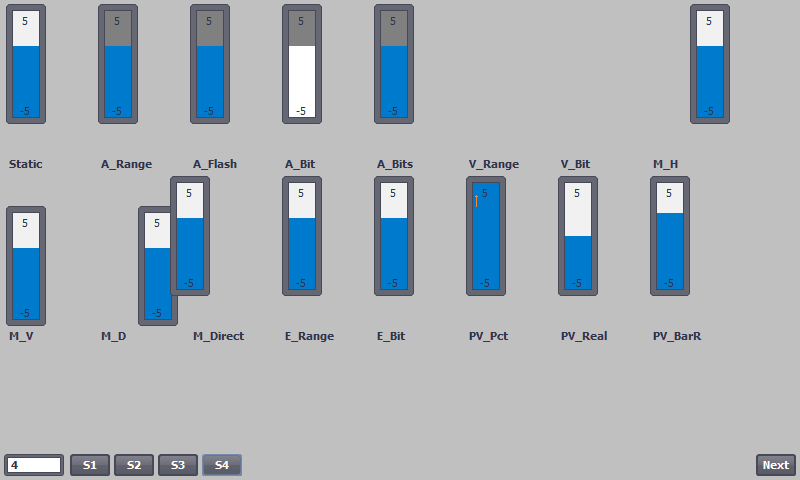 5 5 5 5 5 5
-5 -5 -5 -5 -5 -5
Static A_Range A_Flash A_Bit A_Bits V_Range V_Bit M_H
5 5 5 5 5 5 5 5
-5 -5 -5 -5 -5 -5 -5 -5
M_V M_D M_Direct E_Range E_Bit PV_Pct PV_Real PV_BarR
4 S1 S2 S3 S4 Next